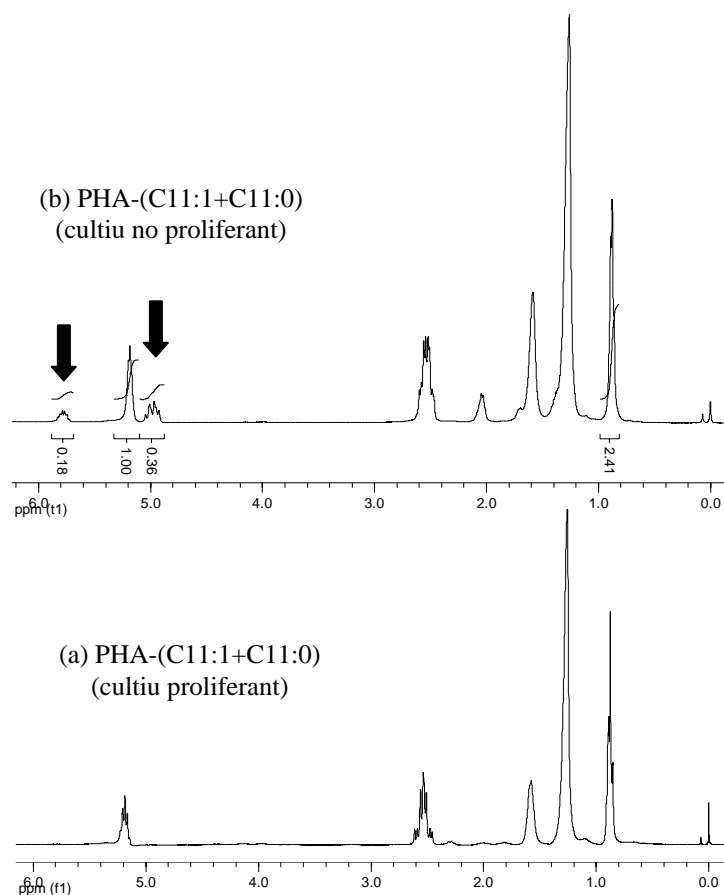 (b) PHA-(C11:1+C11:0)
(cultiu no proliferant)
0.18
1.00
0.36
2.41
6.0 5.0 4.0 3.0 2.0 1.0 0.0
ppm (t1)
(a) PHA-(C11:1+C11:0)
(cultiu proliferant)
6.0 5.0 4.0 3.0 2.0 1.0 0.0
ppm (f1)